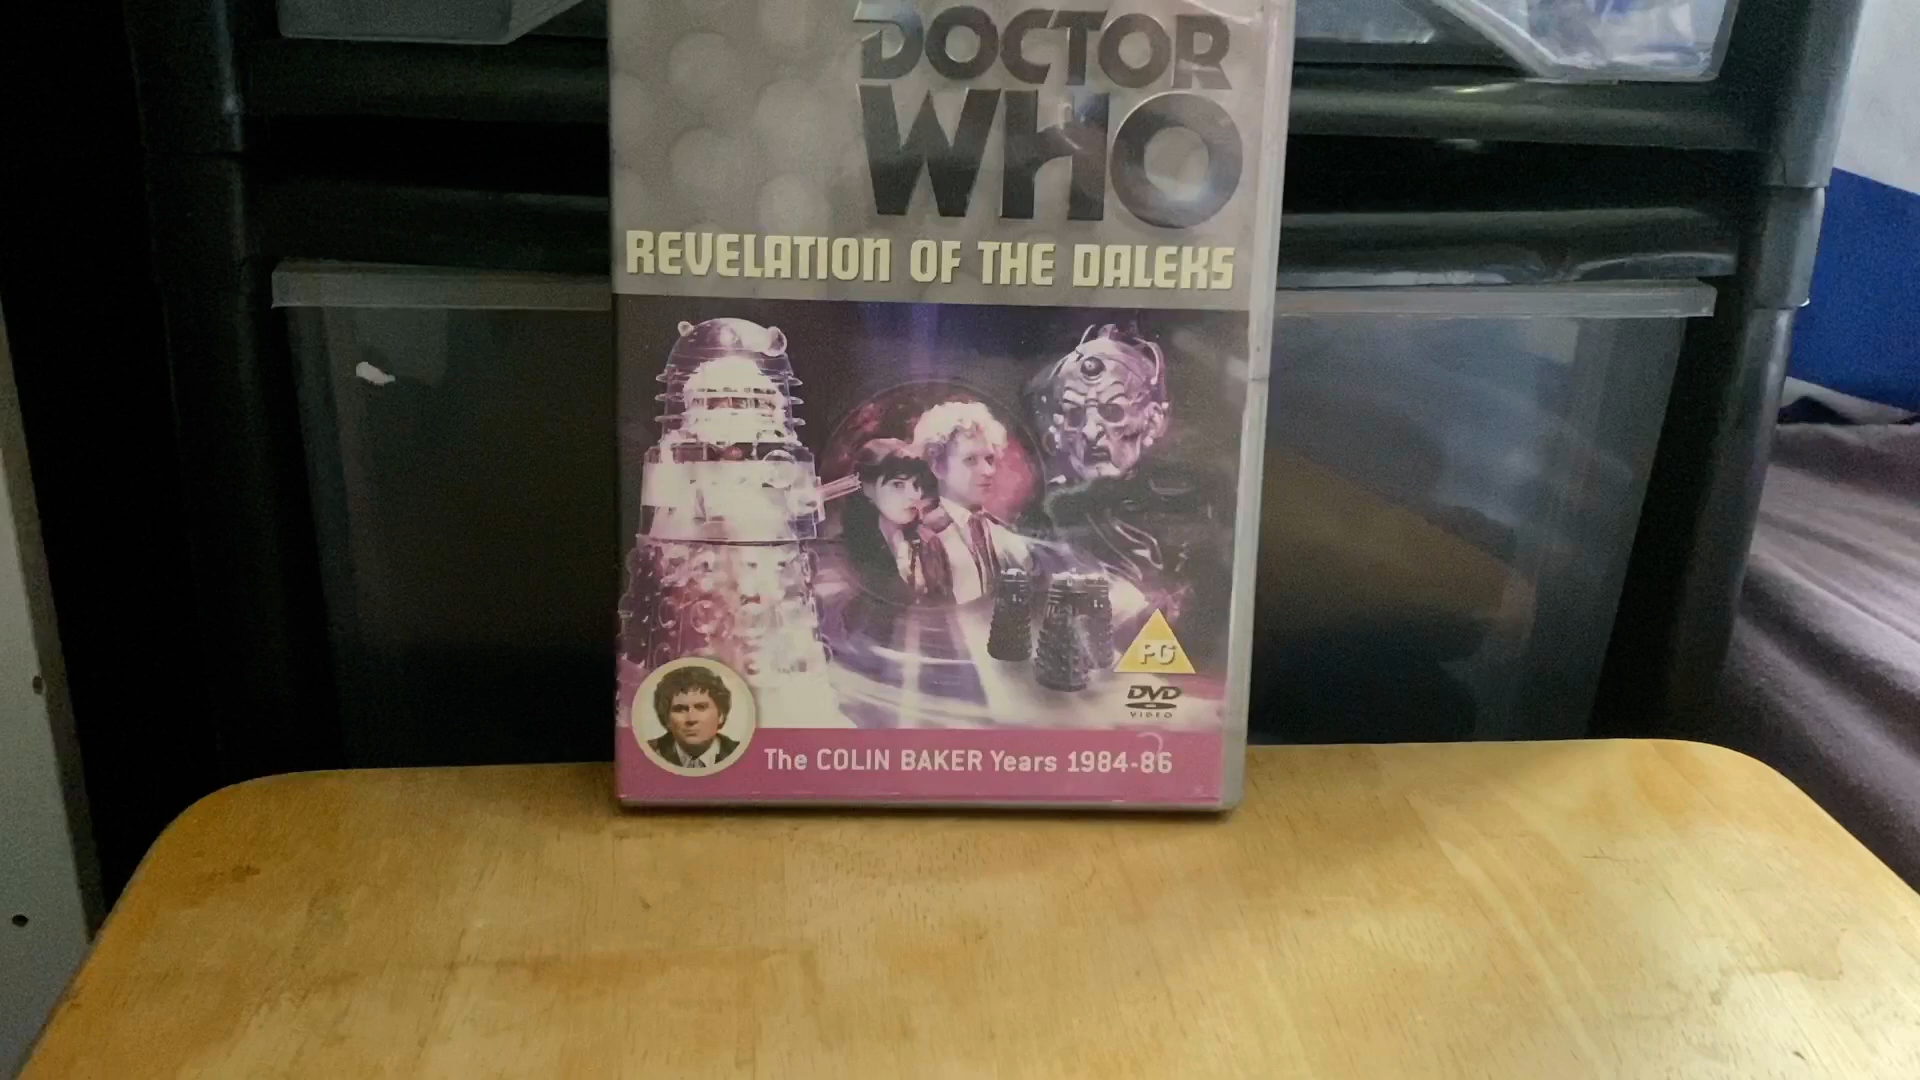 DOCTOR
WHO
REVELATION OF THE DALEKS
PG
DVD
VIDEO
The COLIN BAKER Years 1984-86